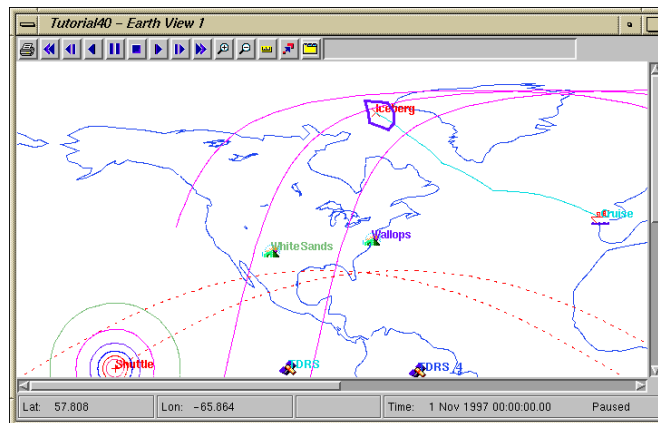 Tutorial40 – Earth View 1
Iceberg
Cruise
Wallops
WhiteSands
Shuttle
TDRS
TDRS_4
Lat: 57.808
Lon: -65.864
Time: 1 Nov 1997 00:00:00.00
Paused